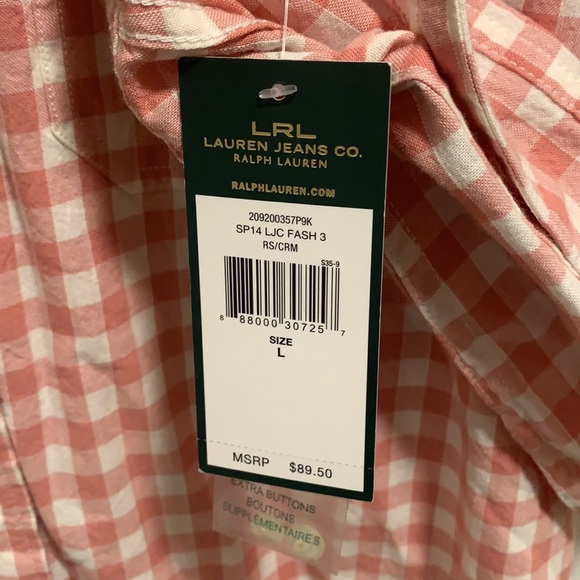 LRL
LAUREN JEANS CO.
RALPH LAUREN
RALPHLAUREN.COM
209200357P9K
SP14 LJC FASH 3
RS/CRM
S35-9
8 88000 30725 7
SIZE
L
MSRP $89.50
EXTRA BUTTONS
BOUTONS
SUPPLÉMENTAIRES